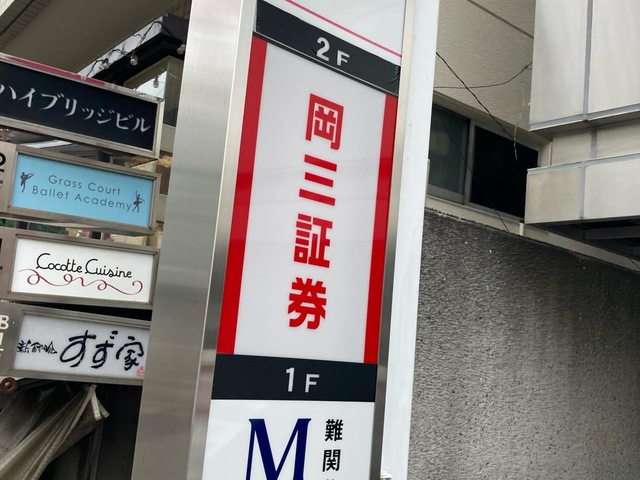 ハイブリッジビル
Grass Court
Ballet Academy
Cocotte Cuisine
すず家
B1
2F
岡三証券
1F
M
難関